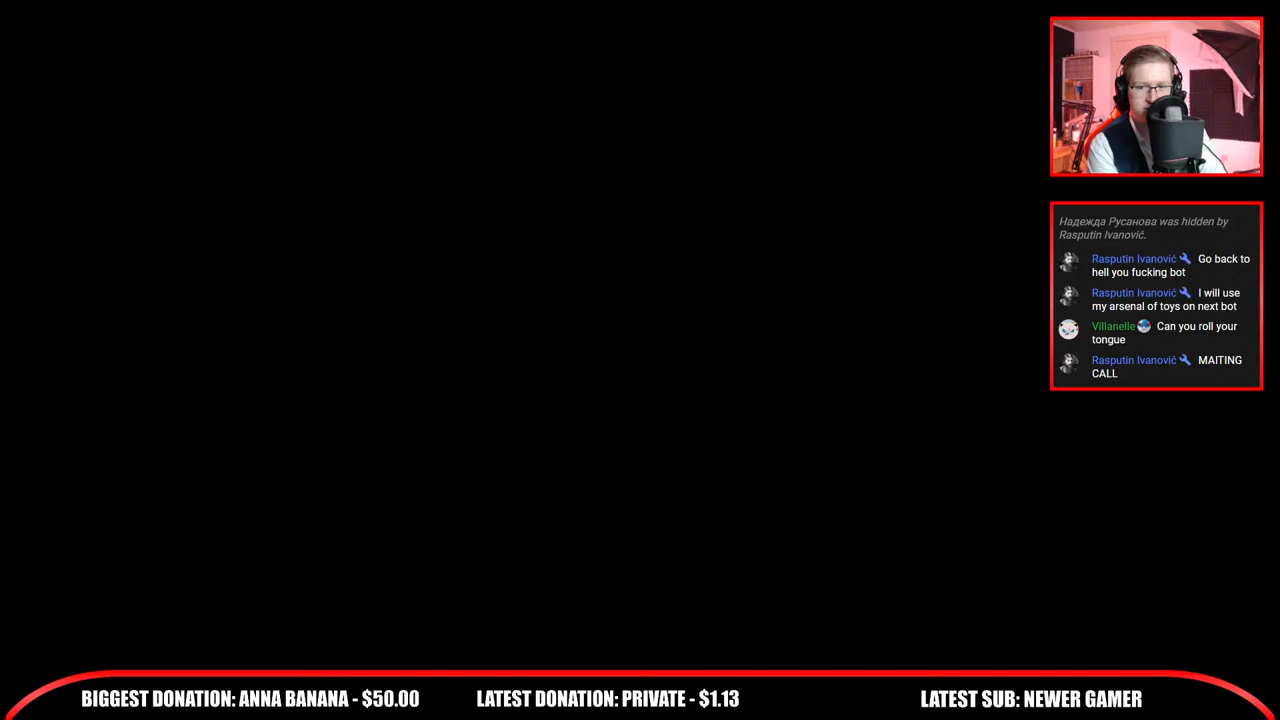 Надежда Русанова was hidden by
Rasputin Ivanović.
Rasputin Ivanović Go back to
hell you fucking bot
Rasputin Ivanović I will use
my arsenal of toys on next bot
Villanelle Can you roll your
tongue
Rasputin Ivanović MAITING
CALL
BIGGEST DONATION: ANNA BANANA - $50.00
LATEST DONATION: PRIVATE - $1.13
LATEST SUB: NEWER GAMER